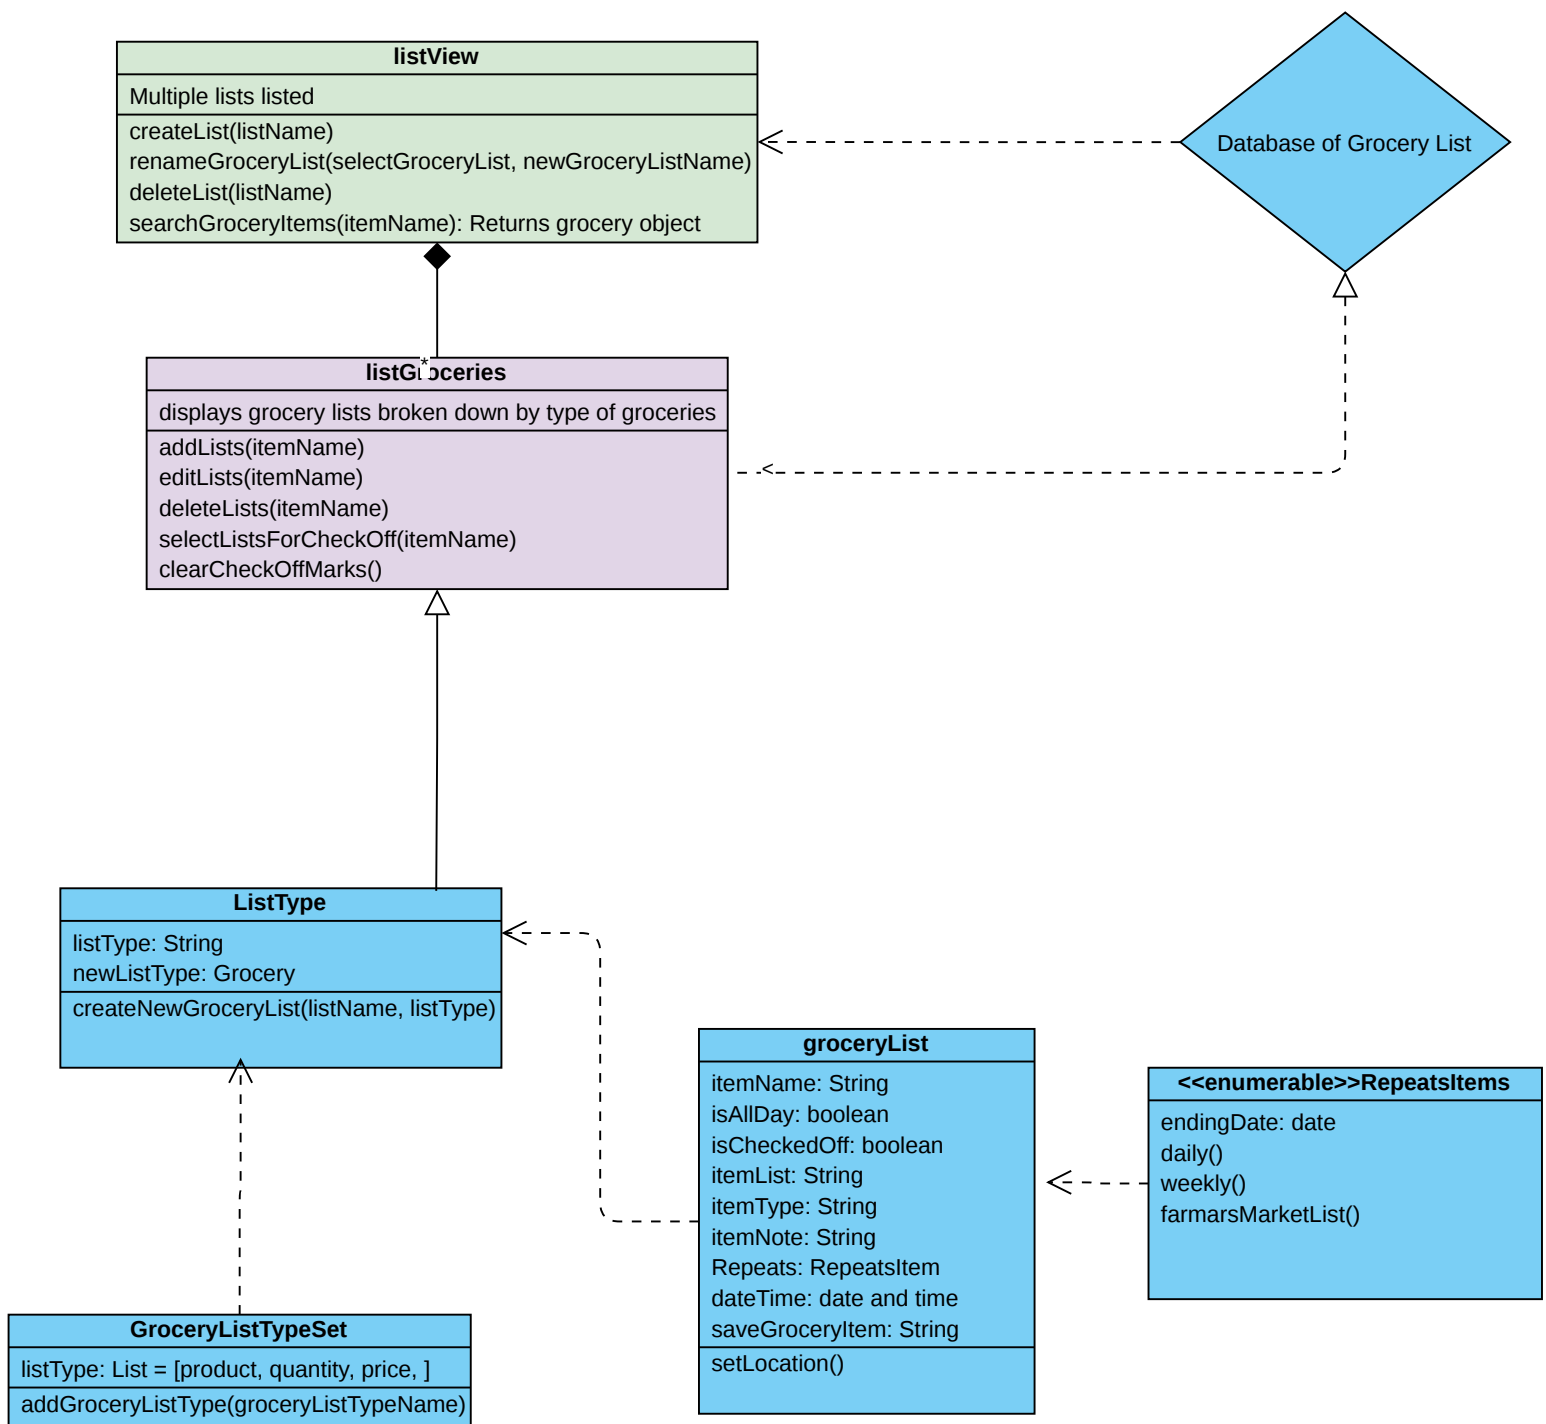 listView
Multiple lists listed
createList(listName)
renameGroceryList(selectGroceryList, newGroceryListName)
deleteList(listName)
searchGroceryItems(itemName): Returns grocery object
Database of Grocery List
*
listGroceries
displays grocery lists broken down by type of groceries
addLists(itemName)
editLists(itemName)
deleteLists(itemName)
selectListsForCheckOff(itemName)
clearCheckOffMarks()
<
ListType
listType: String
newListType: Grocery
createNewGroceryList(listName, listType)
groceryList
itemName: String
isAllDay: boolean
isCheckedOff: boolean
itemList: String
itemType: String
itemNote: String
Repeats: RepeatsItem
dateTime: date and time
saveGroceryItem: String
setLocation()
<<enumerable>>RepeatsItems
endingDate: date
daily()
weekly()
farmarsMarketList()
GroceryListTypeSet
listType: List = [product, quantity, price, ]
addGroceryListType(groceryListTypeName)